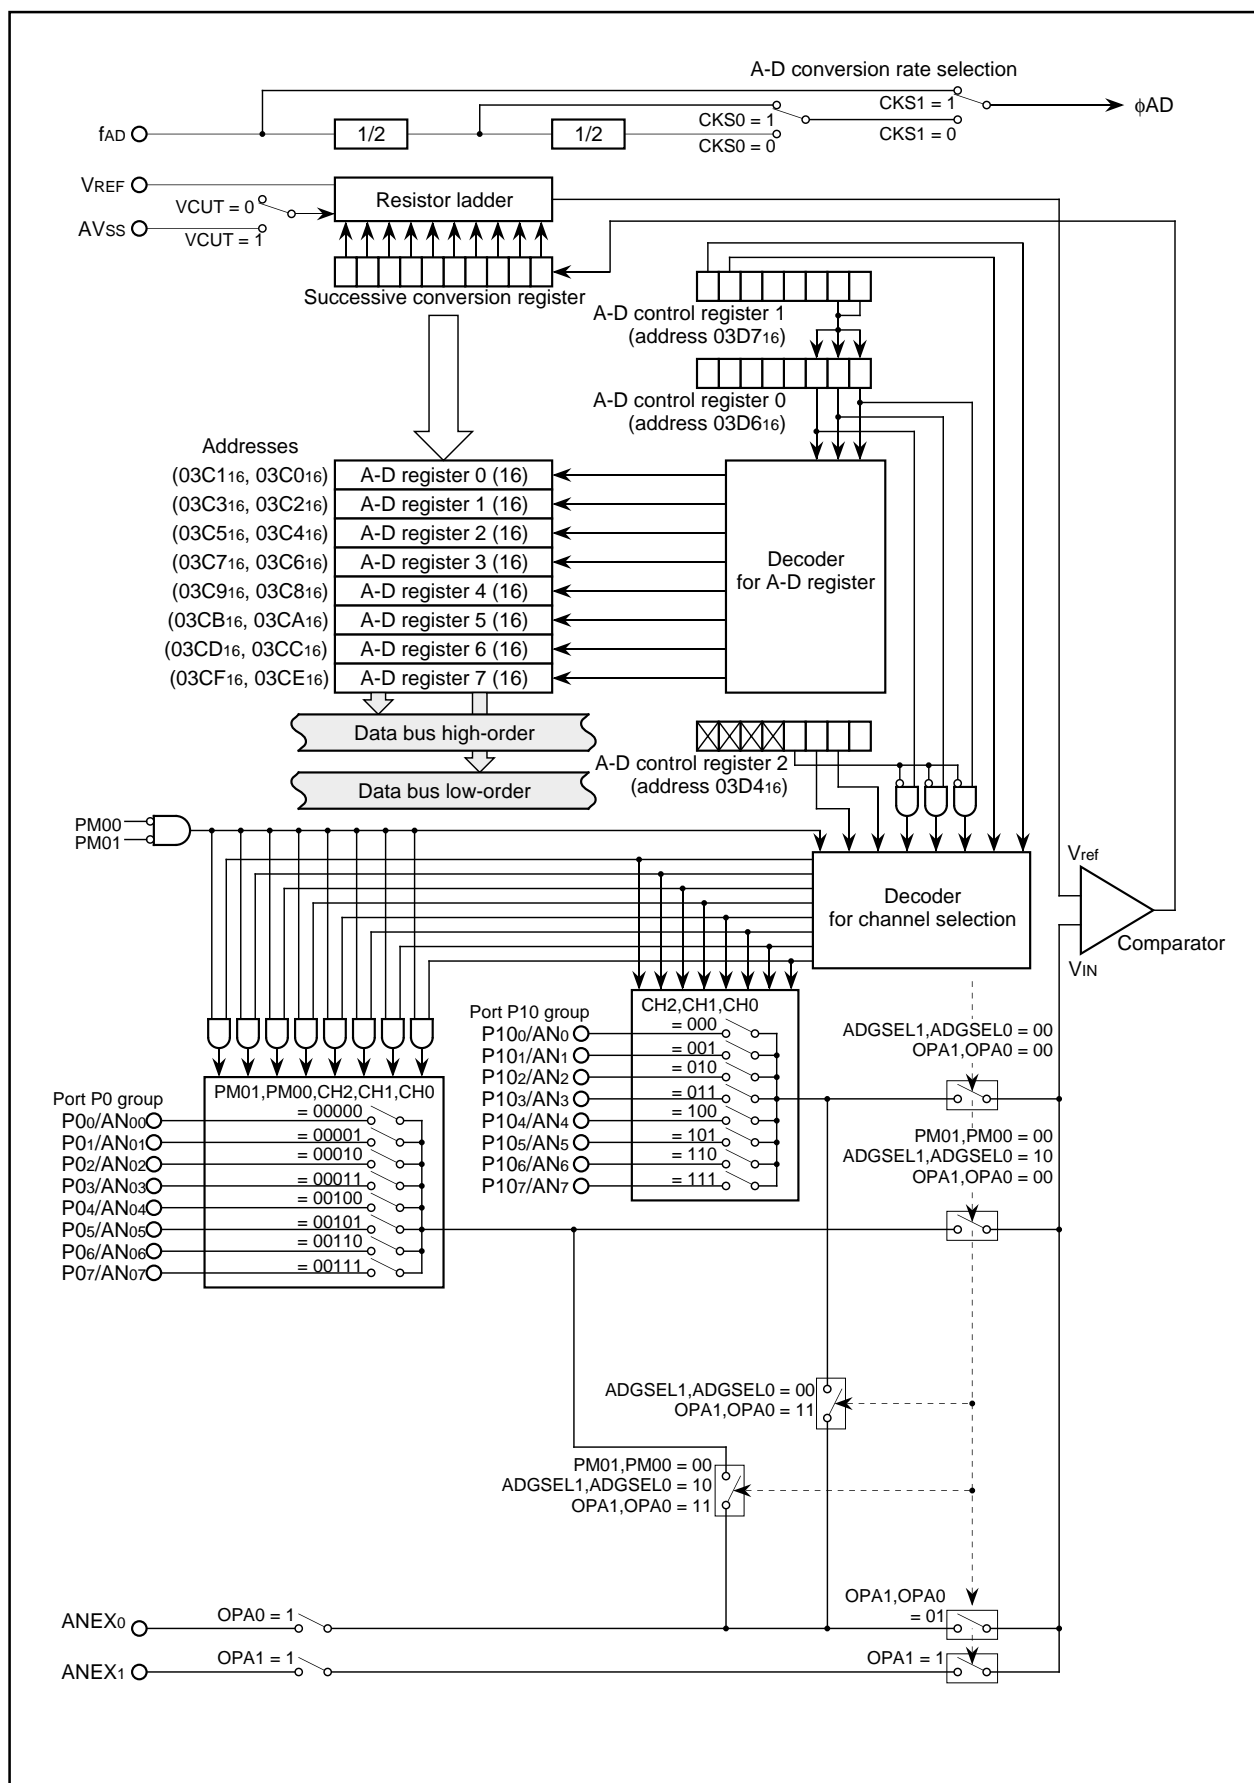 A-D conversion rate selection
CKS1 = 1
ϕAD
CKS0 = 1
fAD
1/2
1/2
CKS1 = 0
CKS0 = 0
VREF
Resistor ladder
VCUT = 0
AVSS
VCUT = 1
Successive conversion register
A-D control register 1
(address 03D716)
A-D control register 0
(address 03D616)
Addresses
(03C116, 03C016) A-D register 0 (16)
(03C316, 03C216) A-D register 1 (16)
(03C516, 03C416) A-D register 2 (16)
(03C716, 03C616) A-D register 3 (16)
(03C916, 03C816) A-D register 4 (16)
(03CB16, 03CA16) A-D register 5 (16)
(03CD16, 03CC16) A-D register 6 (16)
(03CF16, 03CE16) A-D register 7 (16)
Decoder
for A-D register
Data bus high-order
Data bus low-order
A-D control register 2
(address 03D416)
PM00
PM01
Decoder
for channel selection
Vref
Comparator
VIN
Port P10 group
CH2,CH1,CH0
P100/AN0 = 000
P101/AN1 = 001
P102/AN2 = 010
P103/AN3 = 011
P104/AN4 = 100
P105/AN5 = 101
P106/AN6 = 110
P107/AN7 = 111
ADGSEL1,ADGSEL0 = 00
OPA1,OPA0 = 00
PM01,PM00 = 00
ADGSEL1,ADGSEL0 = 10
OPA1,OPA0 = 00
Port P0 group
PM01,PM00,CH2,CH1,CH0
P00/AN00 = 00000
P01/AN01 = 00001
P02/AN02 = 00010
P03/AN03 = 00011
P04/AN04 = 00100
P05/AN05 = 00101
P06/AN06 = 00110
P07/AN07 = 00111
ADGSEL1,ADGSEL0 = 00
OPA1,OPA0 = 11
PM01,PM00 = 00
ADGSEL1,ADGSEL0 = 10
OPA1,OPA0 = 11
OPA1,OPA0
= 01
ANEX0
OPA0 = 1
ANEX1
OPA1 = 1
OPA1 = 1